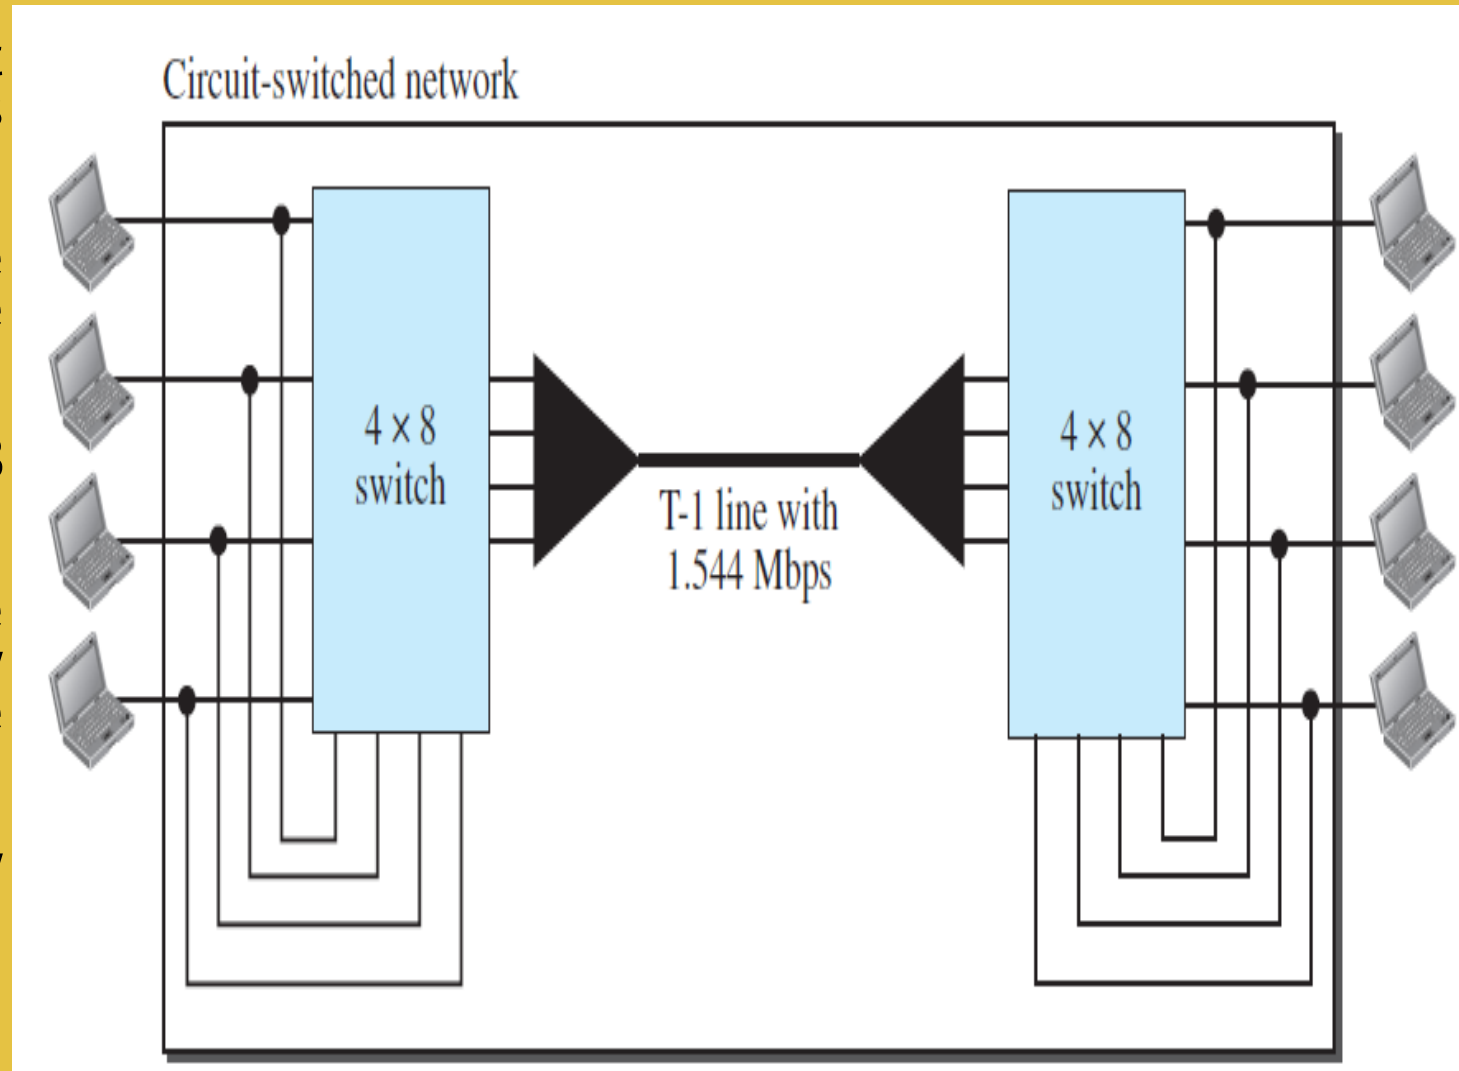 Circuit-switched network
4 × 8
switch
T-1 line with
1.544 Mbps
4 × 8
switch